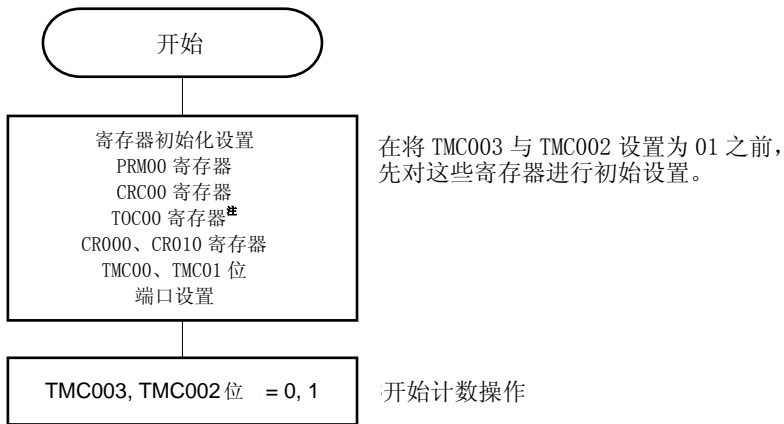 开始
寄存器初始化设置
PRM00 寄存器
CRC00 寄存器
TOC00 寄存器注
CR000、CR010 寄存器
TMC00、TMC01 位
端口设置
在将 TMC003 与 TMC002 设置为 01 之前，
先对这些寄存器进行初始设置。
TMC003, TMC002 位 = 0, 1
开始计数操作